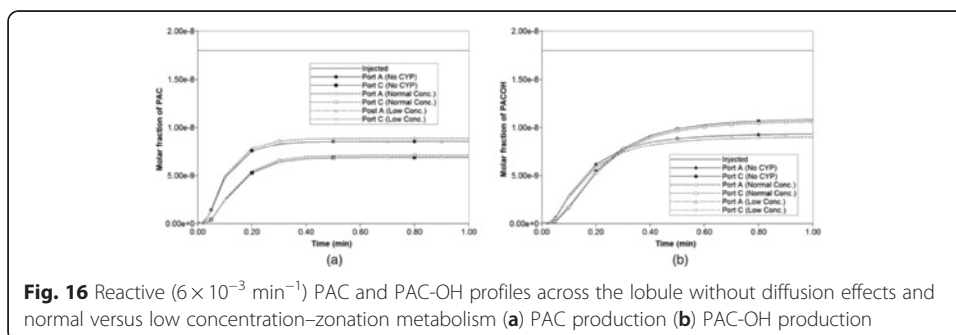 2.00e-8
1.50e-8
1.00e-8
5.00e-9
0.00e+0
Molar fraction of PAC
Injected
Port A (No CYP)
Port C (No CYP)
Port A (Normal Conc.)
Port C (Normal Conc.)
Post A (Low Conc.)
Port C (Low Conc.)
0.00 0.20 0.40 0.60 0.80 1.00
Time (min)
(a)
2.00e-8
1.50e-8
1.00e-8
5.00e-9
0.00e+0
Molar fraction of PACOH
Injected
Port A (No CYP)
Port C (No CYP)
Port A (Normal Conc.)
Port C (Normal Conc.)
Port A (Low Conc.)
Port C (Low Conc.)
0.00 0.20 0.40 0.60 0.80 1.00
Time (min)
(b)
Fig. 16 Reactive (6 × 10⁻³ min⁻¹) PAC and PAC-OH profiles across the lobule without diffusion effects and
normal versus low concentration–zonation metabolism (a) PAC production (b) PAC-OH production